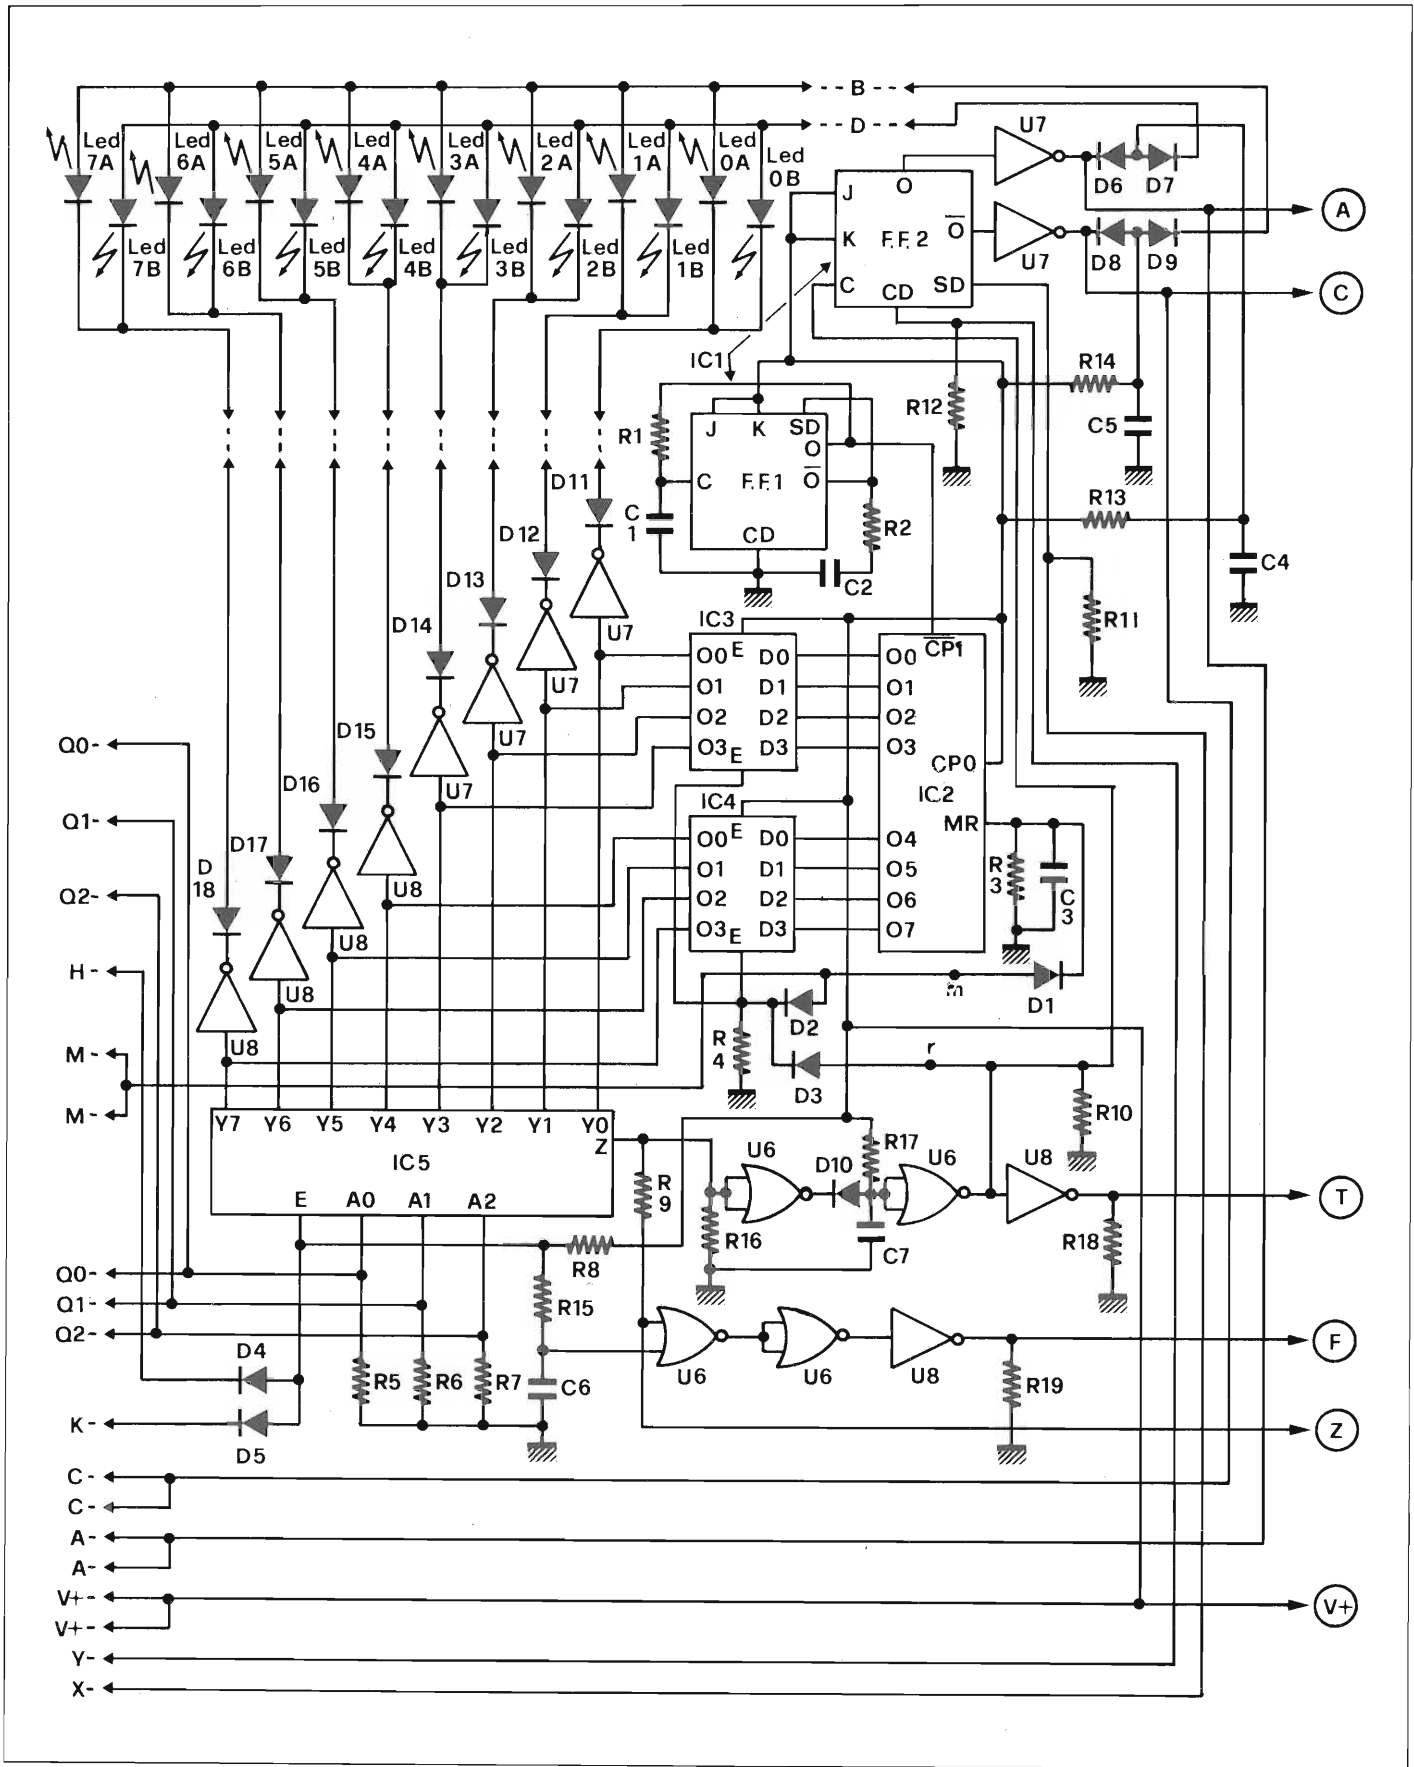 B
D
Led 7A
Led 6A
Led 5A
Led 4A
Led 3A
Led 2A
Led 1A
Led 0A
Led 0B
Led 7B
Led 6B
Led 5B
Led 4B
Led 3B
Led 2B
Led 1B
U7
D6 D7
A
J
O
K
F.F.2
O
C
CD
SD
U7
D8 D9
C
IC1
R14
R12
C5
R1
J K SD
O
C F.F.1 O
CD
C1
R2
C2
R13
C4
R11
D11
D12
D13
D14
D15
D16
D17
D18
U7
U7
U7
U7
U8
U8
U8
U8
IC3
O0 E D0
O1 D1
O2 D2
O3 E D3
O0 CP1
O1
O2
O3
CP0
IC2
MR
IC4
O0 E D0
O1 D1
O2 D2
O3 E D3
O4
O5
O6
O7
R3
C3
m
D1
D2
R4
r
D3
R10
Q0-
Q1-
Q2-
H-
M-
M-
Y7 Y6 Y5 Y4 Y3 Y2 Y1 Y0
Z
IC5
E A0 A1 A2
R9
U6
D10
R17
U6
U8
T
R16
C7
R18
R8
Q0-
Q1-
Q2-
R15
D4
R5 R6 R7 C6
U6
U6
U8
F
R19
K-
D5
Z
C-
C-
A-
A-
V+-
V+-
V+
Y-
X-